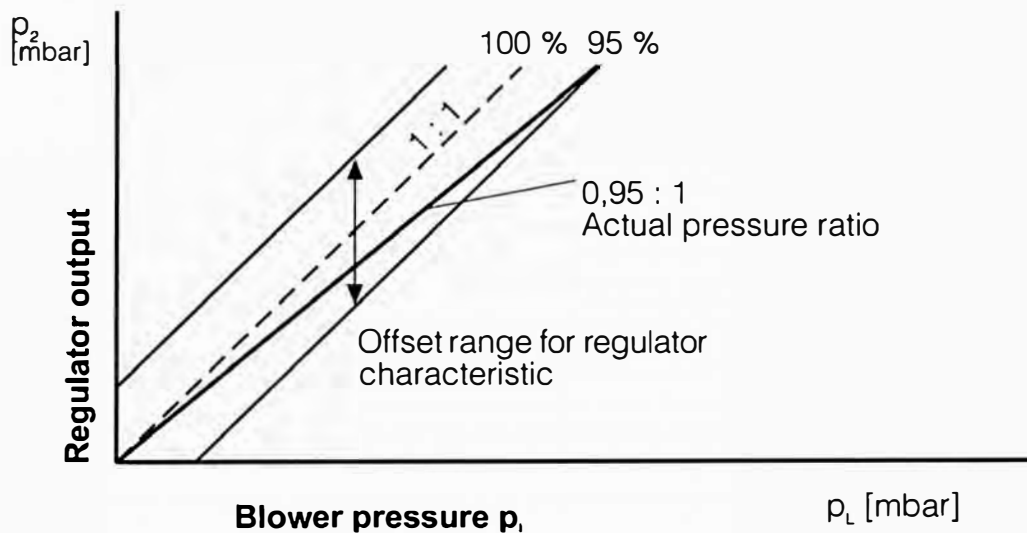 p₂
[mbar]
100 % 95 %
1 : 1
0,95 : 1
Actual pressure ratio
Regulator output
Offset range for regulator
characteristic
Blower pressure pₗ
p_L [mbar]